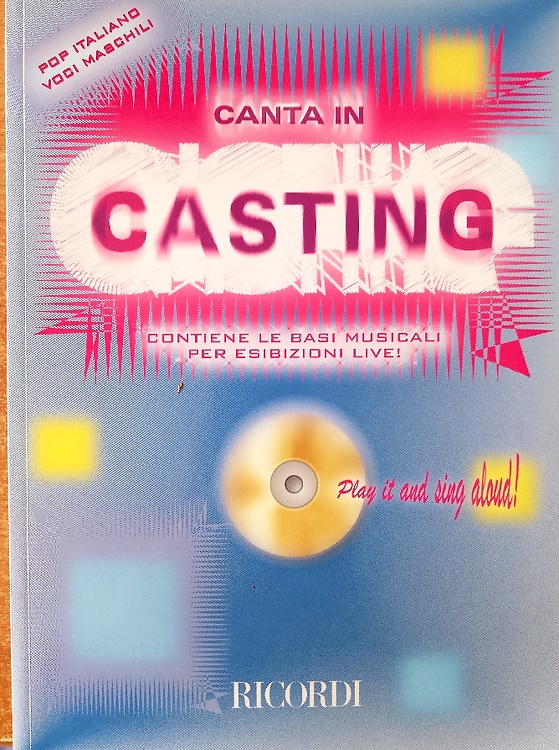 POP ITALIANO
VOCI MASCHILI
CANTA IN
CASTING
CONTIENE LE BASI MUSICALI
PER ESIBIZIONI LIVE!
Play it and sing aloud!
RICORDI